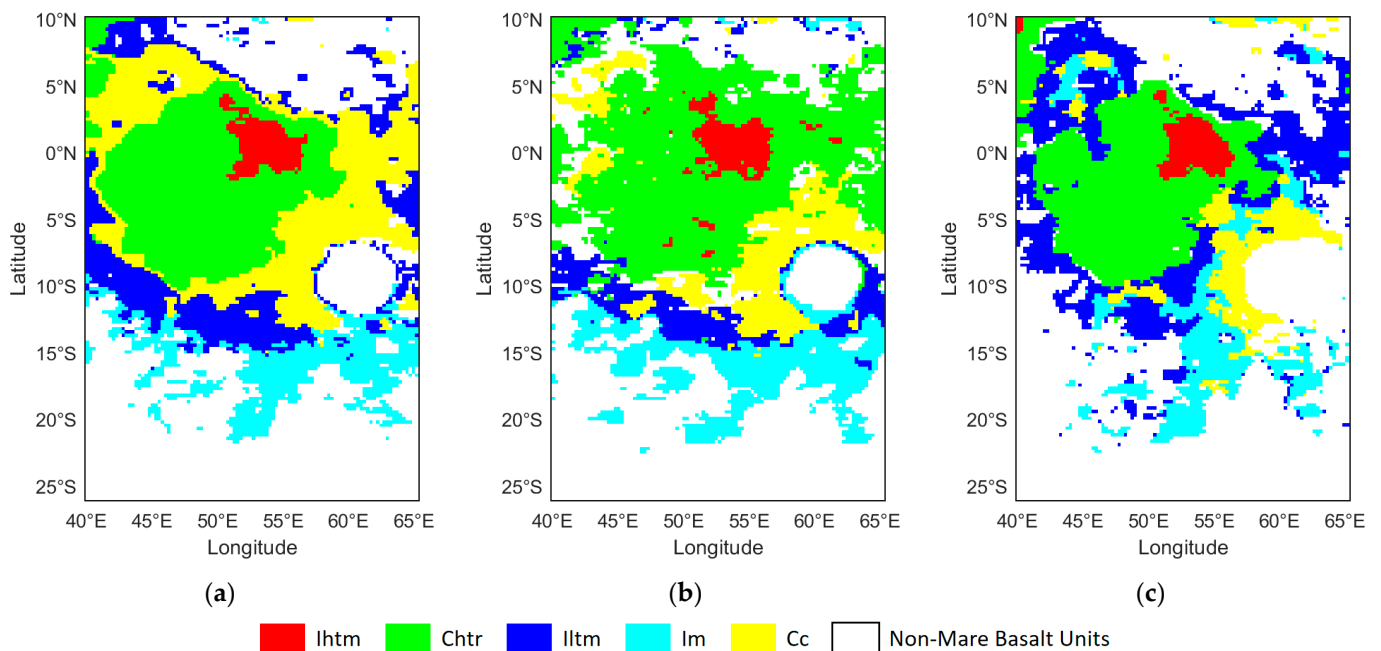 10°N
5°N
0°N
5°S
10°S
15°S
20°S
25°S
Latitude
40°E 45°E 50°E 55°E 60°E 65°E
Longitude
(a)
10°N
5°N
0°N
5°S
10°S
15°S
20°S
25°S
Latitude
40°E 45°E 50°E 55°E 60°E 65°E
Longitude
(b)
10°N
5°N
0°N
5°S
10°S
15°S
20°S
25°S
Latitude
40°E 45°E 50°E 55°E 60°E 65°E
Longitude
(c)
Ihtm Chtr Iltm Im Cc Non-Mare Basalt Units